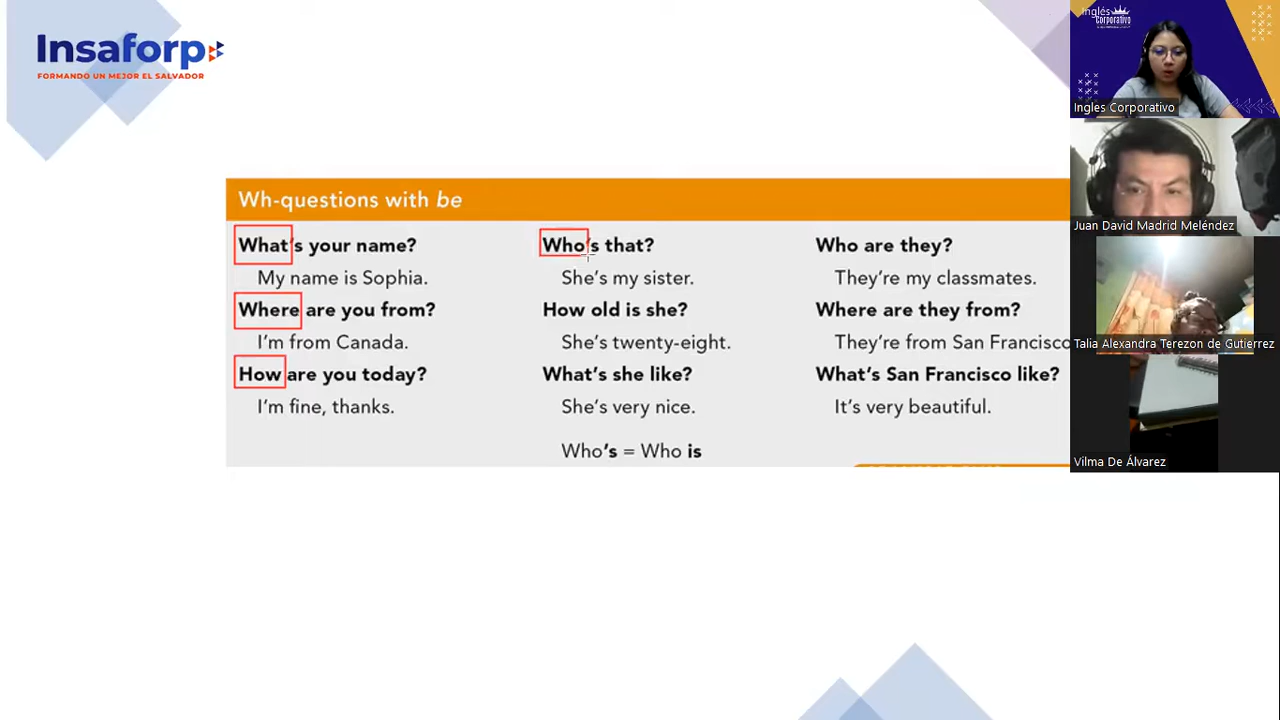 Insaforp
FORMANDO UN MEJOR EL SALVADOR
Wh-questions with be
What's your name?
My name is Sophia.
Where are you from?
I'm from Canada.
How are you today?
I'm fine, thanks.
Who's that?
She's my sister.
How old is she?
She's twenty-eight.
What's she like?
She's very nice.
Who's = Who is
Who are they?
They're my classmates.
Where are they from?
They're from San Francisco
What's San Francisco like?
It's very beautiful.
Inglés
Corporativo
Ingles Corporativo
Juan David Madrid Meléndez
Talia Alexandra Terezon de Gutierrez
Vilma De Álvarez